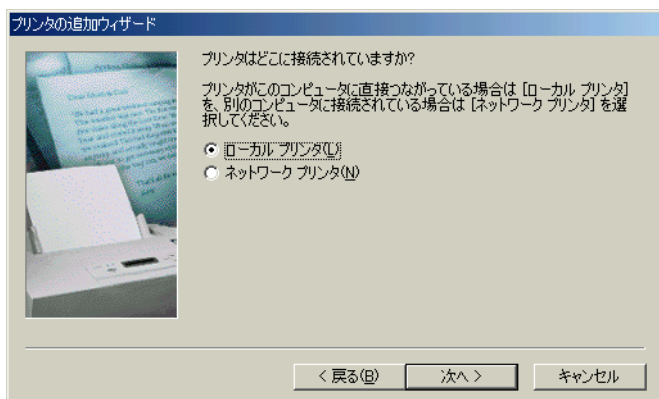 プリンタの追加ウィザード
プリンタはどこに接続されていますか?
プリンタがこのコンピュータに直接つながっている場合は [ローカル プリンタ]
を、別のコンピュータに接続されている場合は [ネットワーク プリンタ] を選
択してください。
ローカル プリンタ(L)
ネットワーク プリンタ(N)
< 戻る(B)
次へ >
キャンセル